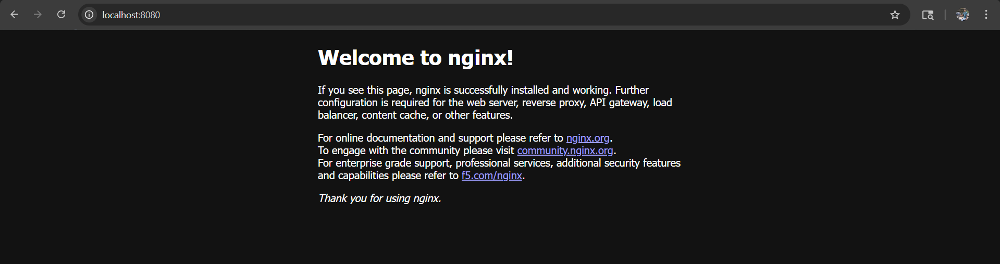 localhost:8080
Welcome to nginx!
If you see this page, nginx is successfully installed and working. Further
configuration is required for the web server, reverse proxy, API gateway, load
balancer, content cache, or other features.
For online documentation and support please refer to nginx.org.
To engage with the community please visit community.nginx.org.
For enterprise grade support, professional services, additional security features
and capabilities please refer to f5.com/nginx.
Thank you for using nginx.